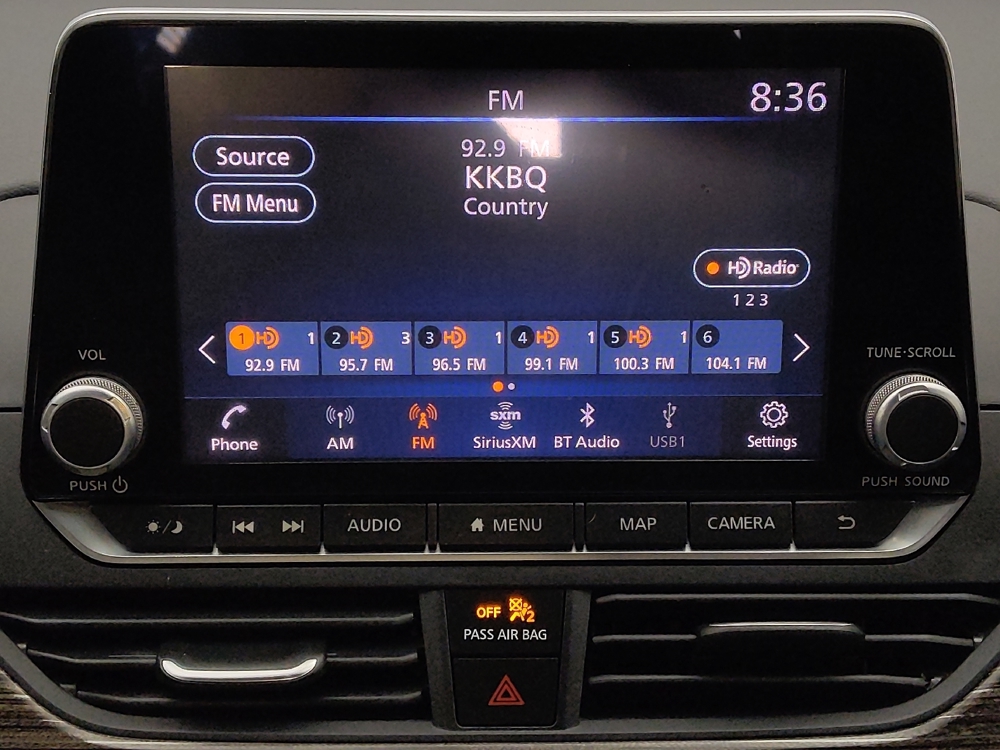 FM
8:36
Source
92.9 FM
KKBQ
FM Menu
Country
HD Radio
1 2 3
1 HD 1
92.9 FM
2 HD 3
95.7 FM
3 HD 1
96.5 FM
4 HD 1
99.1 FM
5 HD 1
100.3 FM
6
104.1 FM
VOL
TUNE·SCROLL
Phone
AM
FM
sxm
SiriusXM
BT Audio
USB1
Settings
PUSH
PUSH SOUND
AUDIO
MENU
MAP
CAMERA
OFF 2
PASS AIR BAG